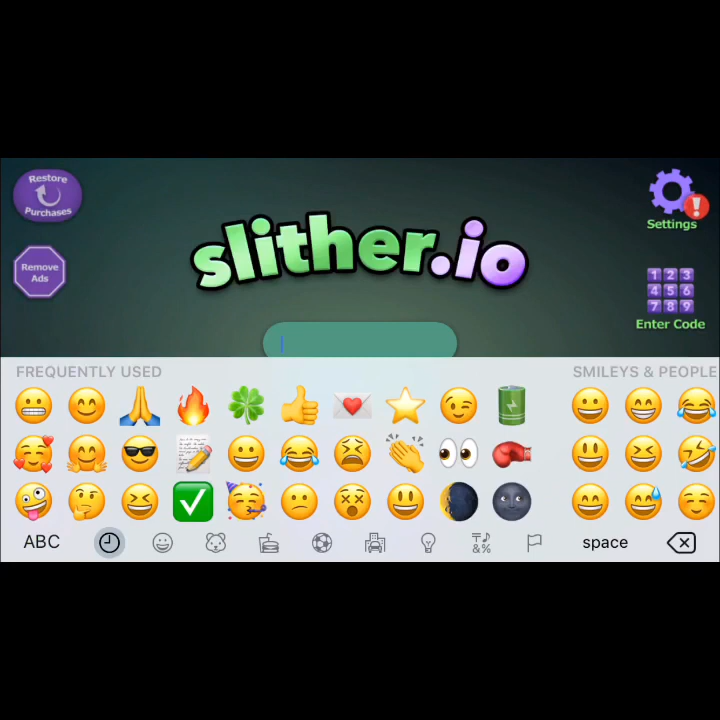 Restore
Purchases
Remove
Ads
slither.io
Settings
1 2 3
4 5 6
7 8 9
Enter Code
FREQUENTLY USED
SMILEYS & PEOPLE
ABC
&%
space